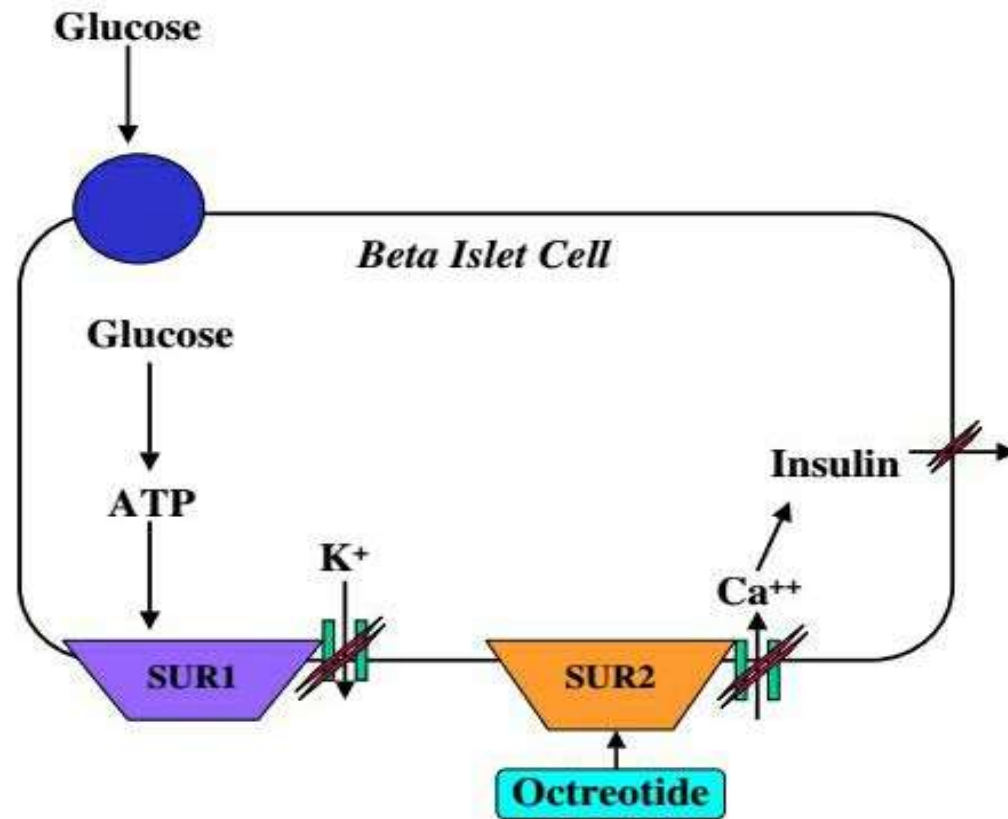 Glucose
Beta Islet Cell
Glucose
Insulin
ATP
K⁺
Ca⁺⁺
SUR1
SUR2
Octreotide